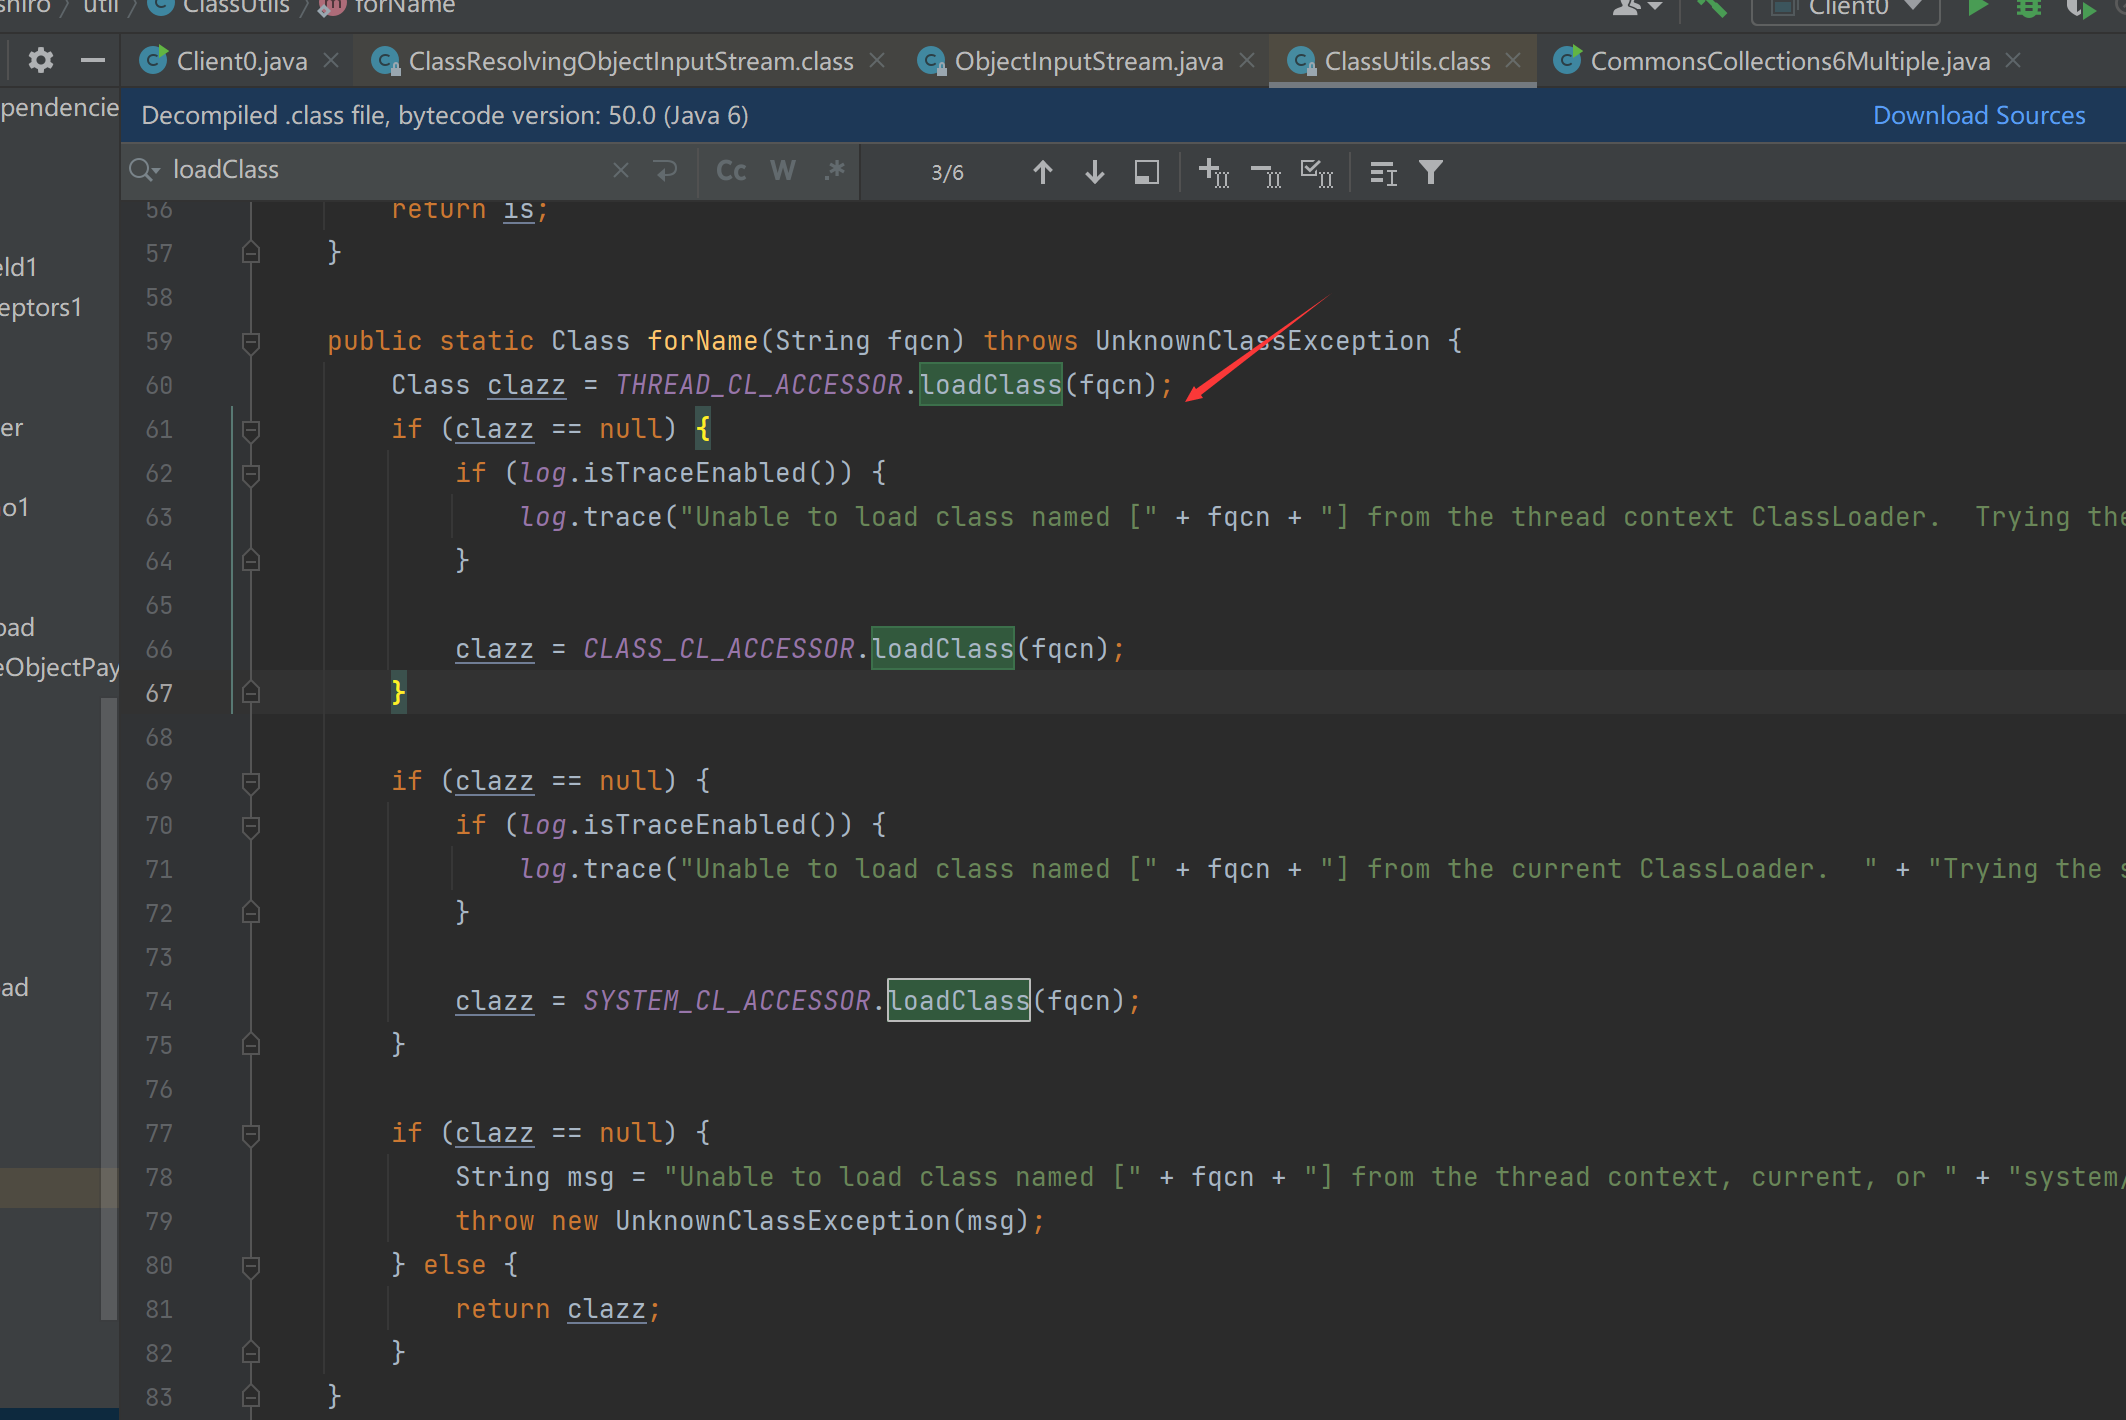 shiro util ClassUtils forName Client0
Client0.java ClassResolvingObjectInputStream.class ObjectInputStream.java ClassUtils.class CommonsCollections6Multiple.java
pendencie
Decompiled .class file, bytecode version: 50.0 (Java 6) Download Sources
loadClass Cc W .* 3/6
eld1
eptors1
er
o1
oad
eObjectPay
ad
56 return is;
57 }
58
59 public static Class forName(String fqcn) throws UnknownClassException {
60 Class clazz = THREAD_CL_ACCESSOR.loadClass(fqcn);
61 if (clazz == null) {
62 if (log.isTraceEnabled()) {
63 log.trace("Unable to load class named [" + fqcn + "] from the thread context ClassLoader.  Trying the
64 }
65
66 clazz = CLASS_CL_ACCESSOR.loadClass(fqcn);
67 }
68
69 if (clazz == null) {
70 if (log.isTraceEnabled()) {
71 log.trace("Unable to load class named [" + fqcn + "] from the current ClassLoader.  " + "Trying the s
72 }
73
74 clazz = SYSTEM_CL_ACCESSOR.loadClass(fqcn);
75 }
76
77 if (clazz == null) {
78 String msg = "Unable to load class named [" + fqcn + "] from the thread context, current, or " + "system/
79 throw new UnknownClassException(msg);
80 } else {
81 return clazz;
82 }
83 }